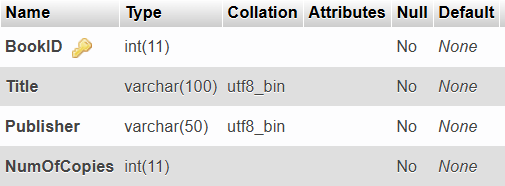 Name Type Collation Attributes Null Default
BookID int(11) No None
Title varchar(100) utf8_bin No None
Publisher varchar(50) utf8_bin No None
NumOfCopies int(11) No None